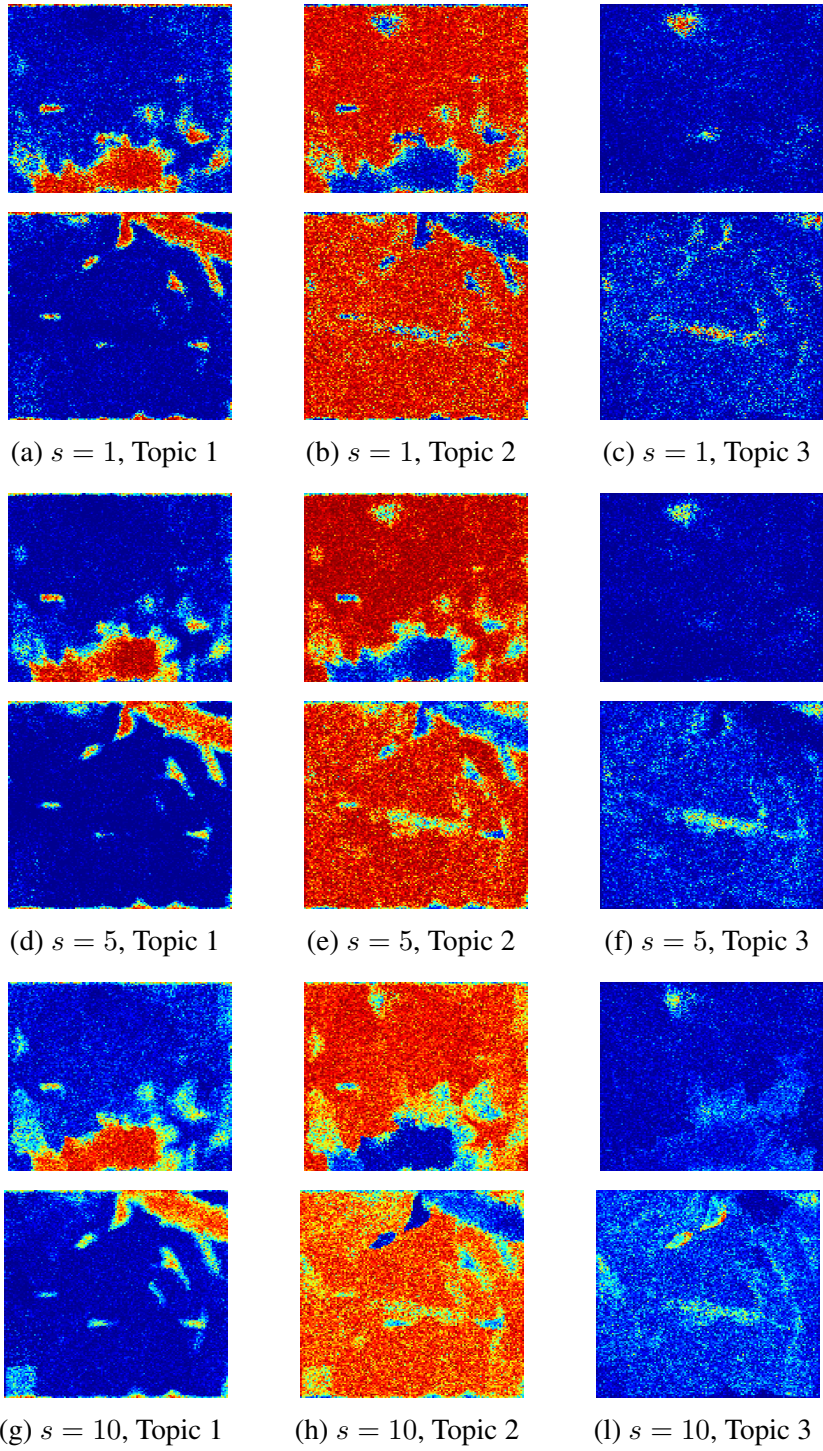 (a) s = 1, Topic 1
(b) s = 1, Topic 2
(c) s = 1, Topic 3
(d) s = 5, Topic 1
(e) s = 5, Topic 2
(f) s = 5, Topic 3
(g) s = 10, Topic 1
(h) s = 10, Topic 2
(l) s = 10, Topic 3